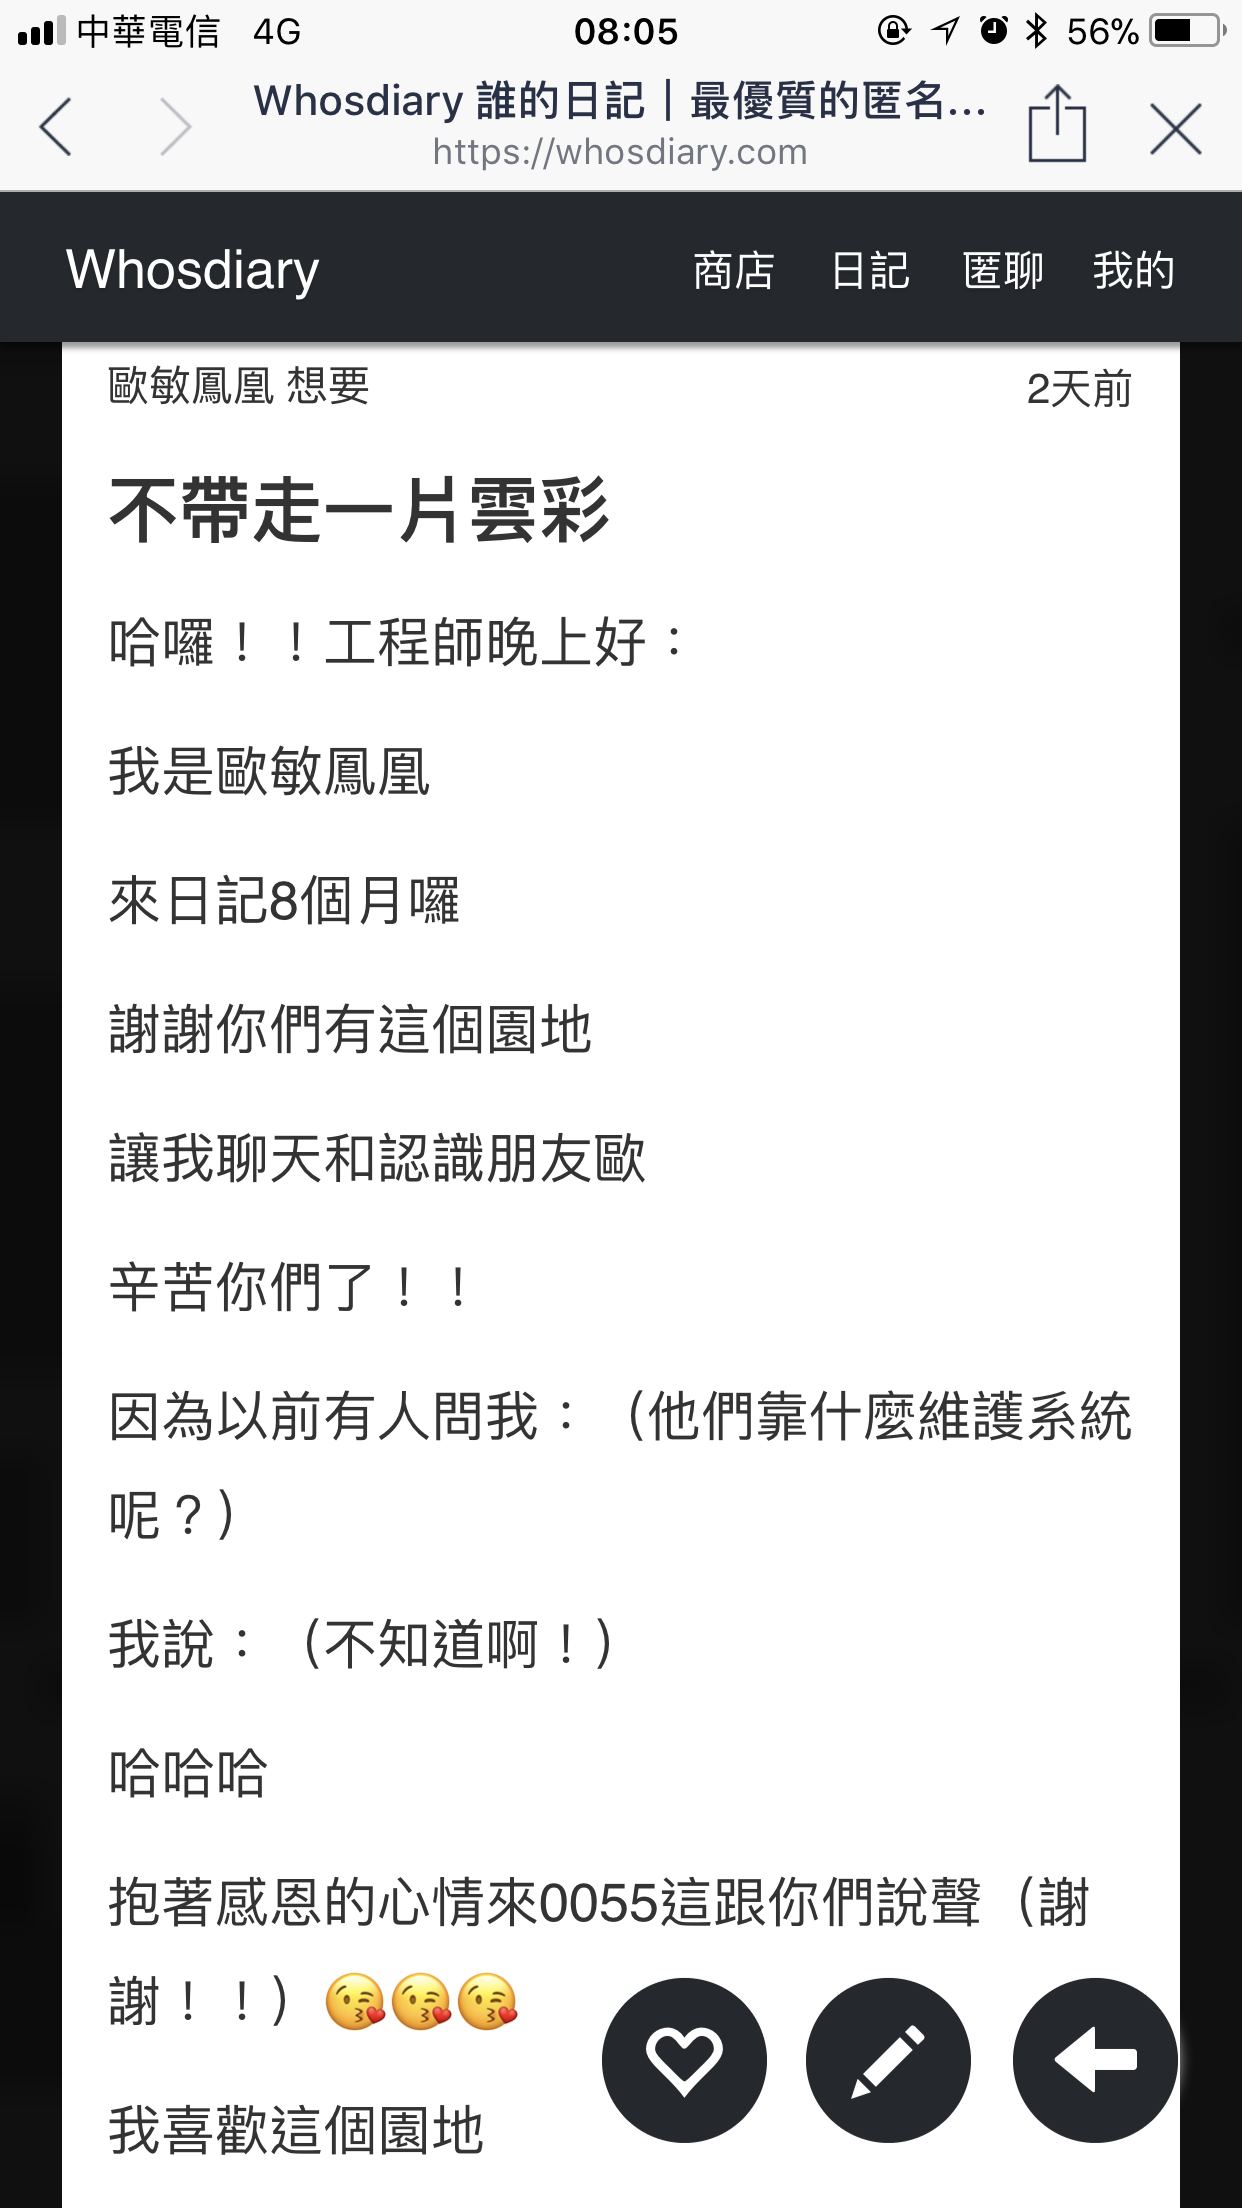 中華電信 4G 08:05 56%
Whosdiary 誰的日記｜最優質的匿名...
https://whosdiary.com
Whosdiary 商店 日記 匿聊 我的
歐敏鳳凰 想要 2天前
不帶走一片雲彩
哈囉！！工程師晚上好：
我是歐敏鳳凰
來日記8個月囉
謝謝你們有這個園地
讓我聊天和認識朋友歐
辛苦你們了！！
因為以前有人問我：（他們靠什麼維護系統
呢？）
我說：（不知道啊！）
哈哈哈
抱著感恩的心情來0055這跟你們說聲（謝
謝！！）😘😘😘
我喜歡這個園地